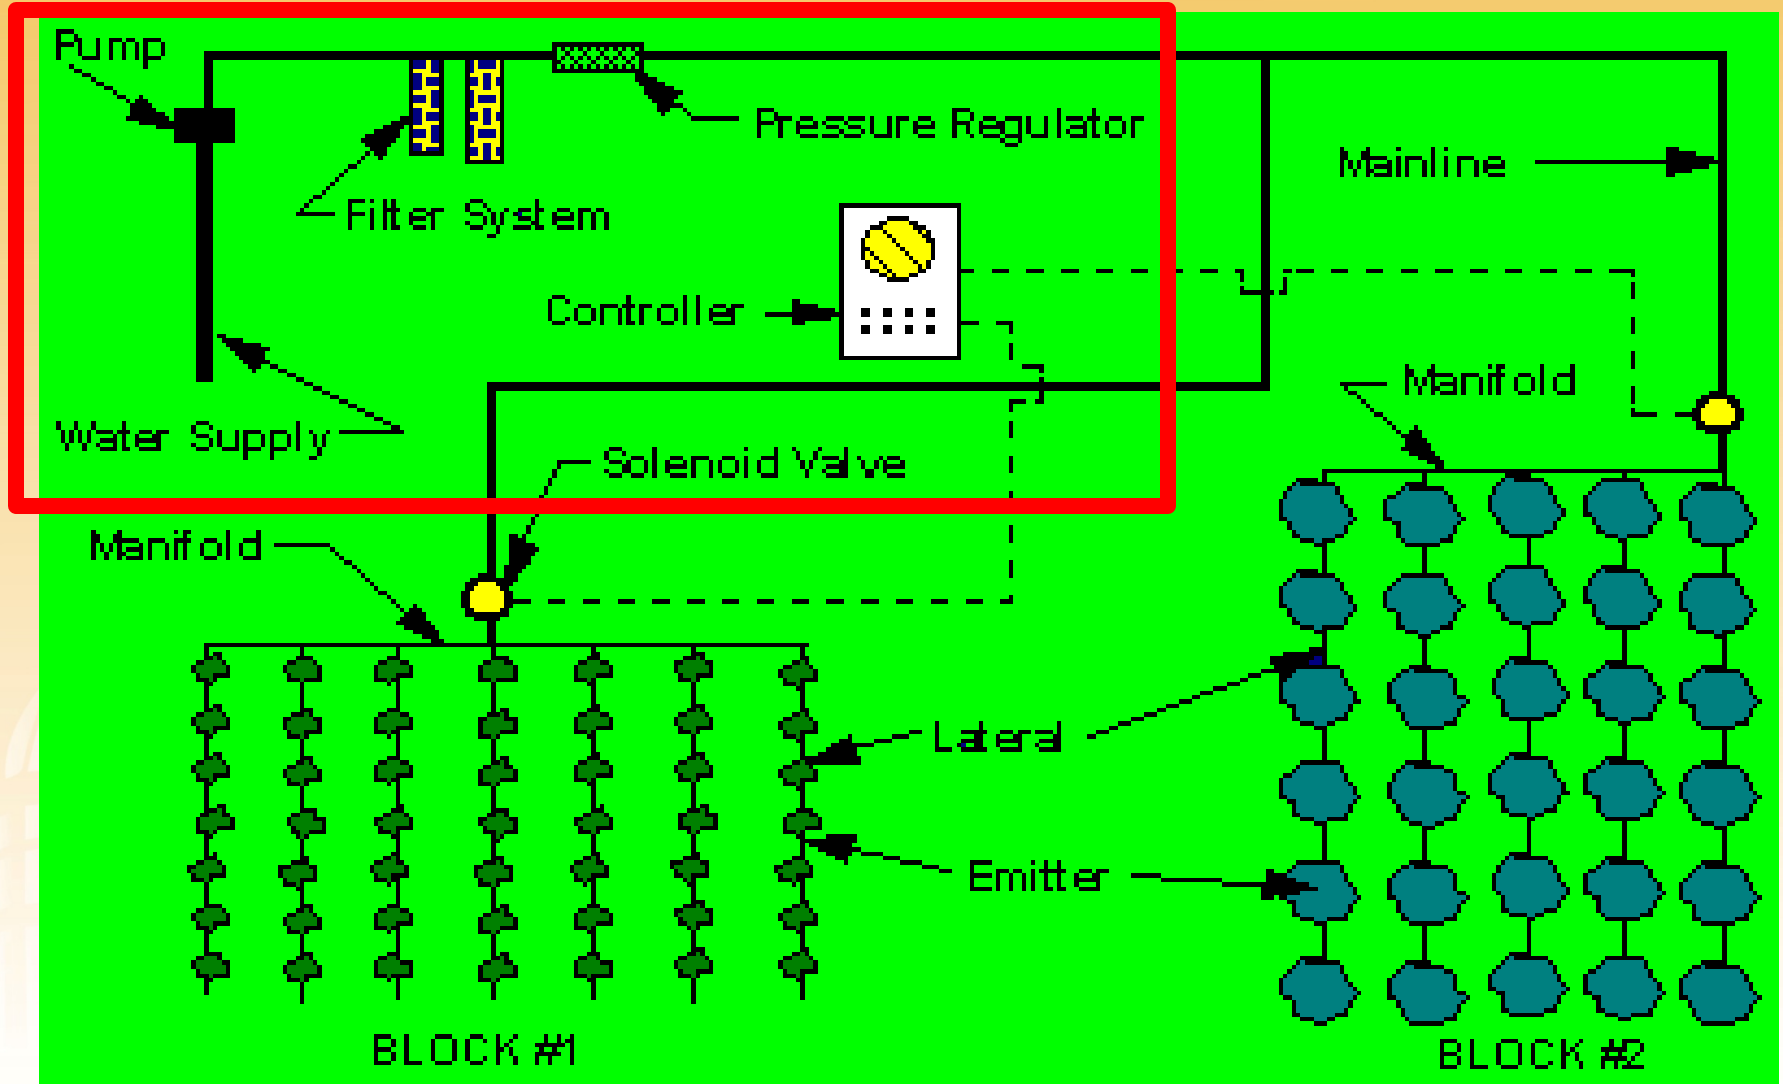 Pump
Pressure Regulator
Mainline
Filter System
Controller
Manifold
Water Supply
Solenoid Valve
Manifold
Lateral
Emitter
BLOCK #1
BLOCK #2